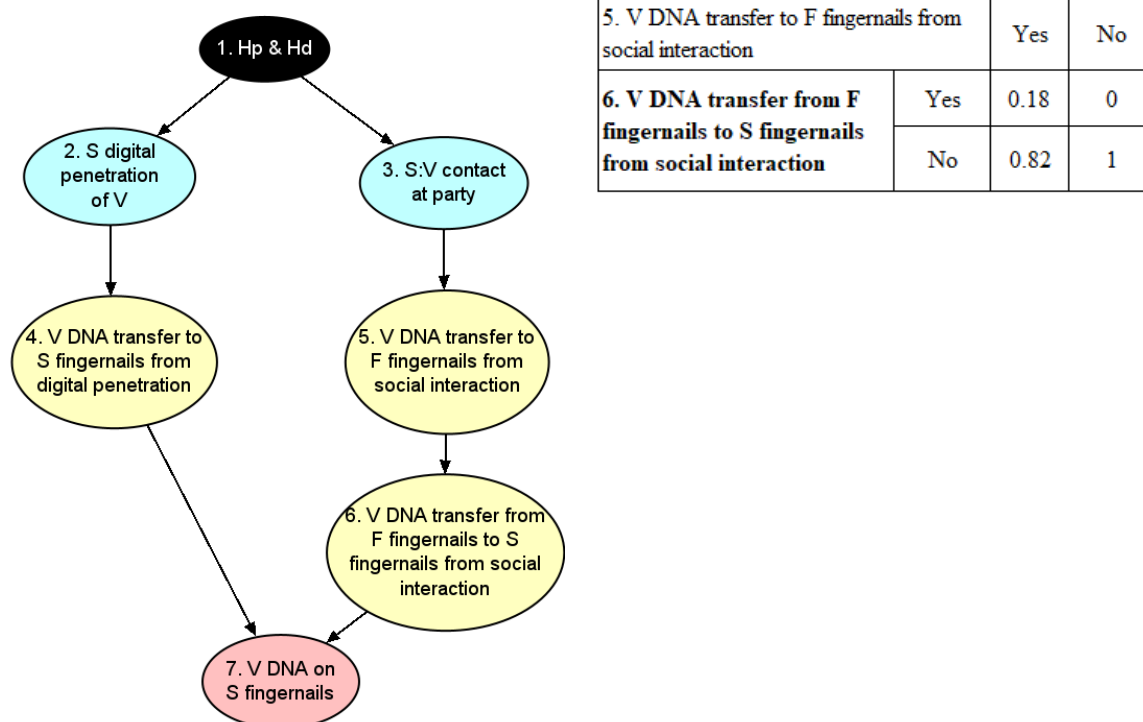 1. Hp & Hd
2. S digital
penetration
of V
3. S:V contact
at party
4. V DNA transfer to
S fingernails from
digital penetration
5. V DNA transfer to
F fingernails from
social interaction
6. V DNA transfer from
F fingernails to S
fingernails from social
interaction
7. V DNA on
S fingernails
5. V DNA transfer to F fingernails from
social interaction
Yes No
6. V DNA transfer from F
fingernails to S fingernails
from social interaction
Yes 0.18 0
No 0.82 1